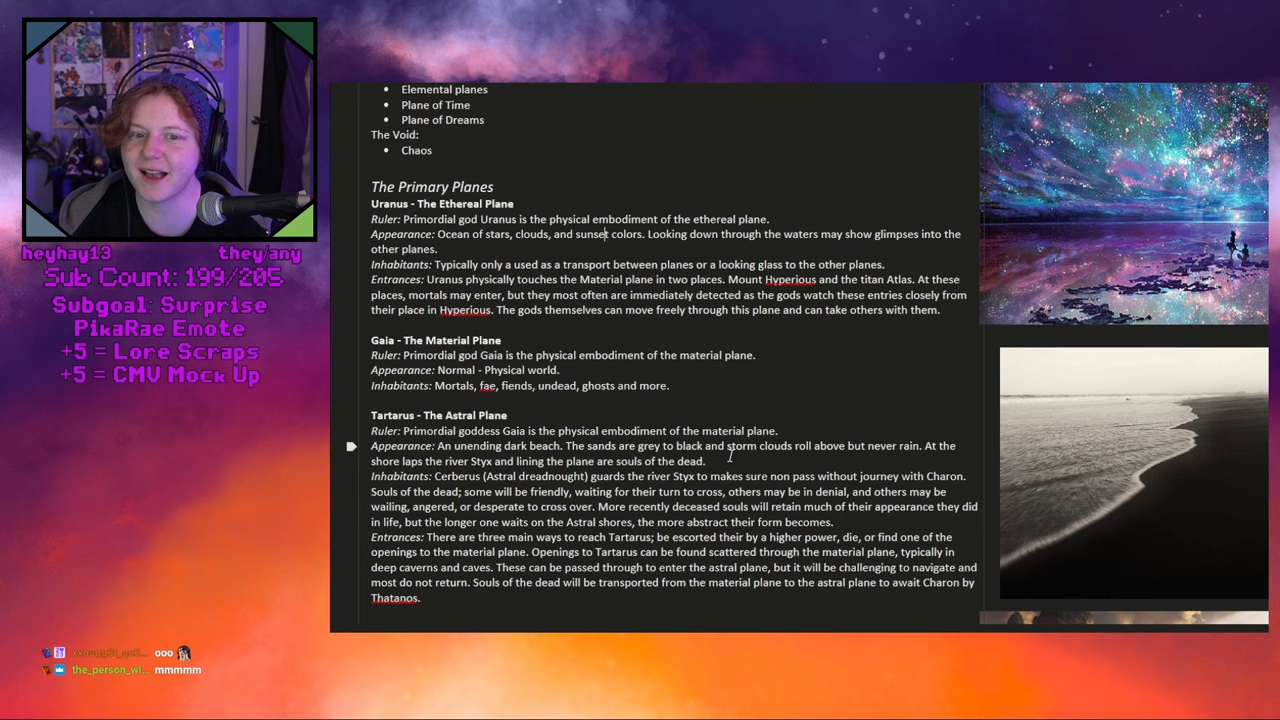 Elemental planes
Plane of Time
Plane of Dreams
The Void:
Chaos
The Primary Planes
Uranus - The Ethereal Plane
Ruler: Primordial god Uranus is the physical embodiment of the ethereal plane.
Appearance: Ocean of stars, clouds, and sunset colors. Looking down through the waters may show glimpses into the
other planes.
Inhabitants: Typically only a used as a transport between planes or a looking glass to the other planes.
Entrances: Uranus physically touches the Material plane in two places. Mount Hyperious and the titan Atlas. At these
places, mortals may enter, but they most often are immediately detected as the gods watch these entries closely from
their place in Hyperious. The gods themselves can move freely through this plane and can take others with them.
Gaia - The Material Plane
Ruler: Primordial god Gaia is the physical embodiment of the material plane.
Appearance: Normal - Physical world.
Inhabitants: Mortals, fae, fiends, undead, ghosts and more.
Tartarus - The Astral Plane
Ruler: Primordial goddess Gaia is the physical embodiment of the material plane.
Appearance: An unending dark beach. The sands are grey to black and storm clouds roll above but never rain. At the
shore laps the river Styx and lining the plane are souls of the dead.
Inhabitants: Cerberus (Astral dreadnought) guards the river Styx to makes sure non pass without journey with Charon.
Souls of the dead; some will be friendly, waiting for their turn to cross, others may be in denial, and others may be
wailing, angered, or desperate to cross over. More recently deceased souls will retain much of their appearance they did
in life, but the longer one waits on the Astral shores, the more abstract their form becomes.
Entrances: There are three main ways to reach Tartarus; be escorted their by a higher power, die, or find one of the
openings to the material plane. Openings to Tartarus can be found scattered through the material plane, typically in
deep caverns and caves. These can be passed through to enter the astral plane, but it will be challenging to navigate and
most do not return. Souls of the dead will be transported from the material plane to the astral plane to await Charon by
Thatanos.
heyhay13 they/any
Sub Count: 199/205
Subgoal: Surprise
PikaRae Emote
+5 = Lore Scraps
+5 = CMV Mock Up
ooo
the_person_wi... mmmmm